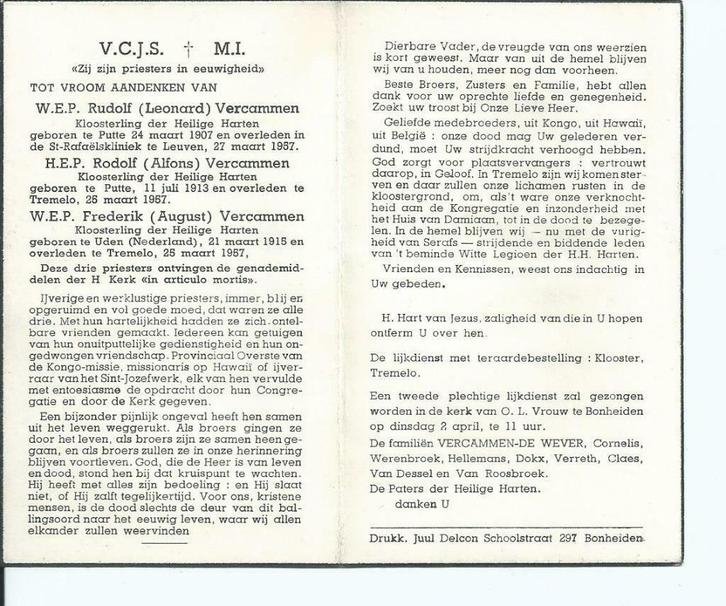 V.C.J.S. † M.I.
«Zij zijn priesters in eeuwigheid»
TOT VROOM AANDENKEN VAN
W.E.P. Rudolf (Leonard) Vercammen
Kloosterling der Heilige Harten
geboren te Putte 24 maart 1907 en overleden in
de St-Rafaëlskliniek te Leuven, 27 maart 1957.
H.E.P. Rodolf (Alfons) Vercammen
Kloosterling der Heilige Harten
geboren te Putte, 11 juli 1913 en overleden te
Tremelo, 25 maart 1957.
W.E.P. Frederik (August) Vercammen
Kloosterling der Heilige Harten
geboren te Uden (Nederland), 21 maart 1915 en
overleden te Tremelo, 25 maart 1957,
Deze drie priesters ontvingen de genademid-
delen der H Kerk «in articulo mortis».
IJverige en werklustige priesters, immer, blij en
opgeruimd en vol goede moed, dat waren ze alle
drie. Met hun hartelijkheid hadden ze zich ontel-
bare vrienden gemaakt. Iedereen kan getuigen
van hun onuitputtelijke gedienstigheid en hun on-
gedwongen vriendschap. Provinciaal Overste van
de Kongo-missie, missionaris op Hawaïï of ijver-
raar van het Sint-Jozefwerk, elk van hen vervulde
met entoesiasme de opdracht door hun Congre-
gatie en door de Kerk gegeven.
Een bijzonder pijnlijk ongeval heeft hen samen
uit het leven weggerukt. Als broers gingen ze
door het leven, als broers zijn ze samen heen ge-
gaan, en als broers zullen ze in onze herinnering
blijven voortleven. God, die de Heer is van leven
en dood, stond hen bij dat kruispunt te wachten.
Hij heeft met alles zijn bedoeling : en Hij slaat
niet, of Hij zalft tegelijkertijd. Voor ons, kristene
mensen, is de dood slechts de deur van dit bal-
lingsoord naar het eeuwig leven, waar wij allen
elkander zullen weervinden
Dierbare Vader, de vreugde van ons weerzien
is kort geweest. Maar van uit de hemel blijven
wij van u houden, meer nog dan voorheen.
Beste Broers, Zusters en Familie, hebt allen
dank voor uw oprechte liefde en genegenheid.
Zoekt uw troost bij Onze Lieve Heer.
Geliefde medebroeders, uit Kongo, uit Hawaïï,
uit België : onze dood mag Uw gelederen ver-
dund, moet Uw strijdkracht verhoogd hebben.
God zorgt voor plaatsvervangers : vertrouwt
daarop, in Geloof. In Tremelo zijn wij komen ster-
ven en daar zullen onze lichamen rusten in de
kloostergrond, om, als't ware onze verknocht-
heid aan de Kongregatie en inzonderheid met
het Huis van Damiaan, tot in de dood te bezege-
len. In de hemel blijven wij — nu met de vurig-
heid van Serafs — strijdende en biddende leden
van 't beminde Witte Legioen der H.H. Harten.
Vrienden en Kennissen, weest ons indachtig in
Uw gebeden.
H. Hart van Jezus, zaligheid van die in U hopen
ontferm U over hen.
De lijkdienst met teraardebestelling : Klooster,
Tremelo.
Een tweede plechtige lijkdienst zal gezongen
worden in de kerk van O. L. Vrouw te Bonheiden
op dinsdag 2 april, te 11 uur.
De familiën VERCAMMEN-DE WEVER, Cornelis,
Werenbroek, Hellemans, Dokx, Verreth, Claes,
Van Dessel en Van Roosbroek.
De Paters der Heilige Harten.
danken U
Drukk. Juul Delcon Schoolstraat 297 Bonheiden.